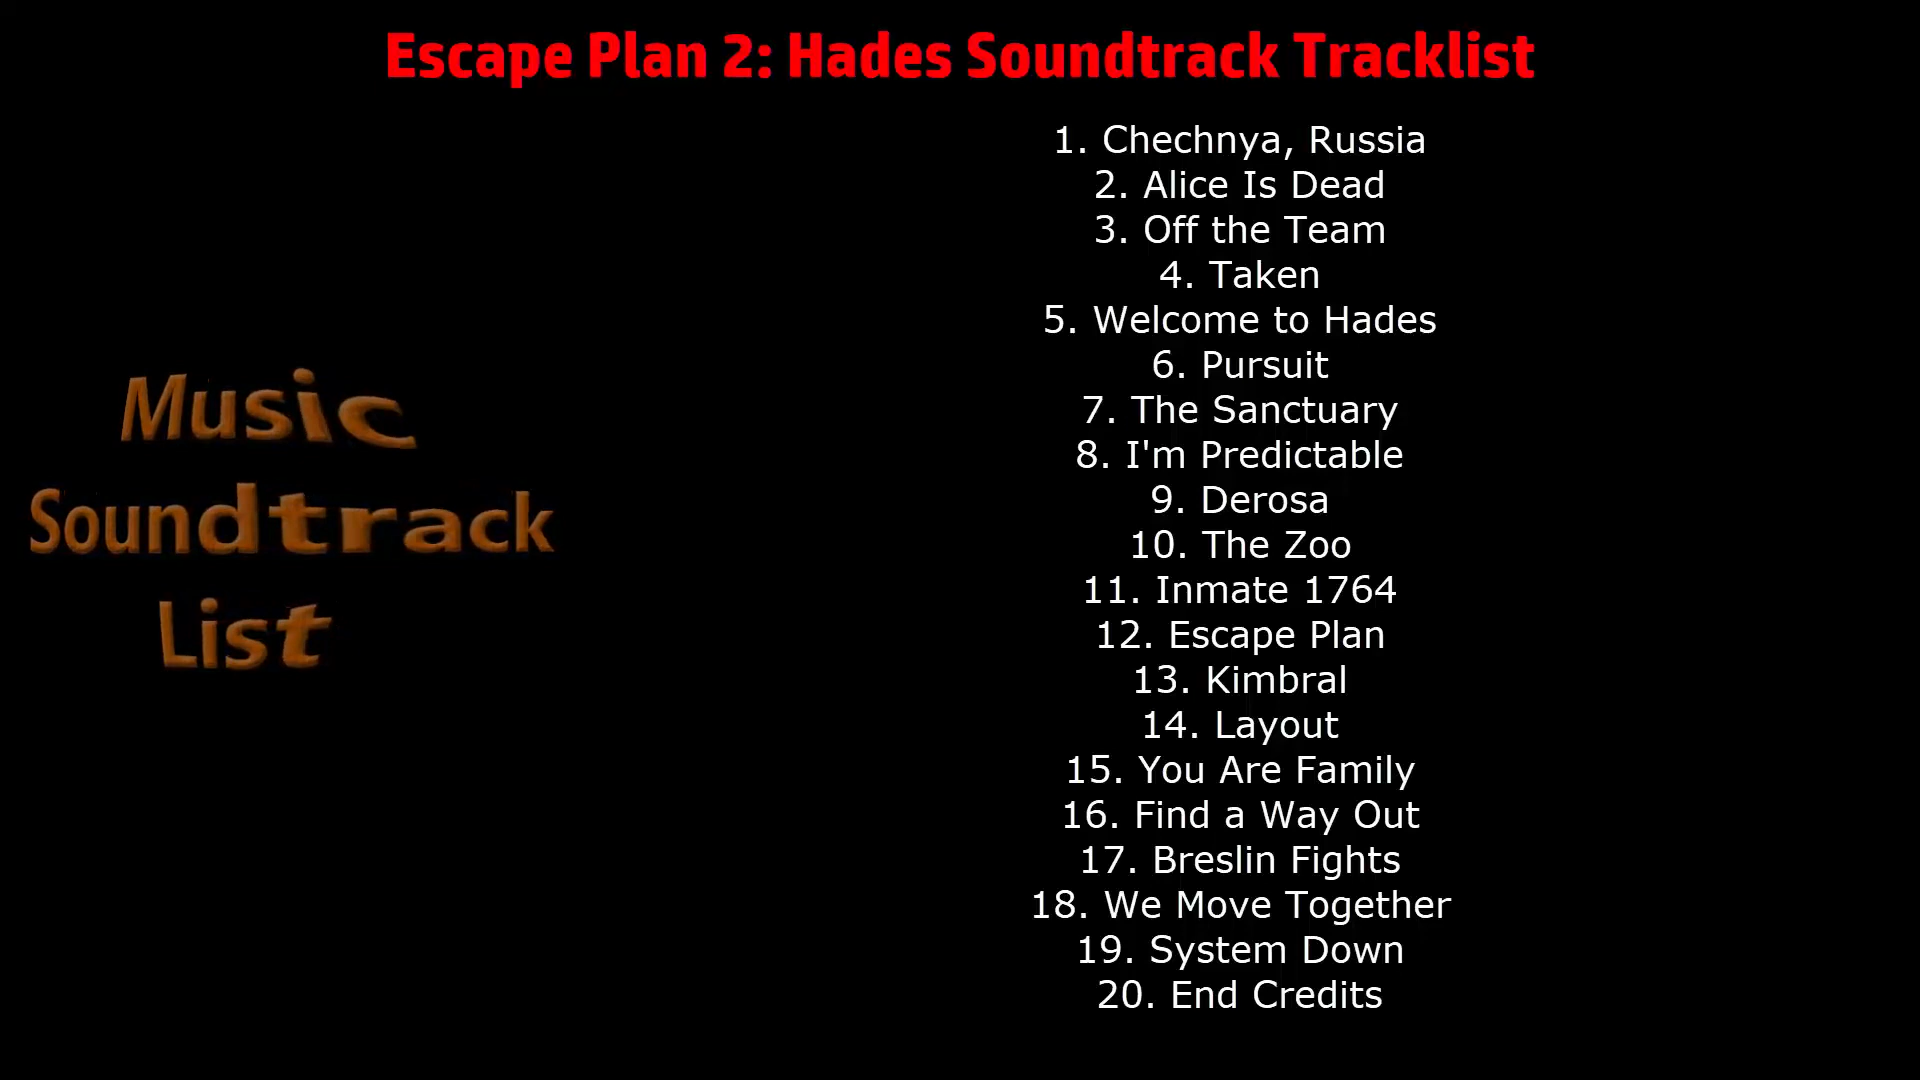 Escape Plan 2: Hades Soundtrack Tracklist
Music
Soundtrack
List
1. Chechnya, Russia
2. Alice Is Dead
3. Off the Team
4. Taken
5. Welcome to Hades
6. Pursuit
7. The Sanctuary
8. I'm Predictable
9. Derosa
10. The Zoo
11. Inmate 1764
12. Escape Plan
13. Kimbral
14. Layout
15. You Are Family
16. Find a Way Out
17. Breslin Fights
18. We Move Together
19. System Down
20. End Credits